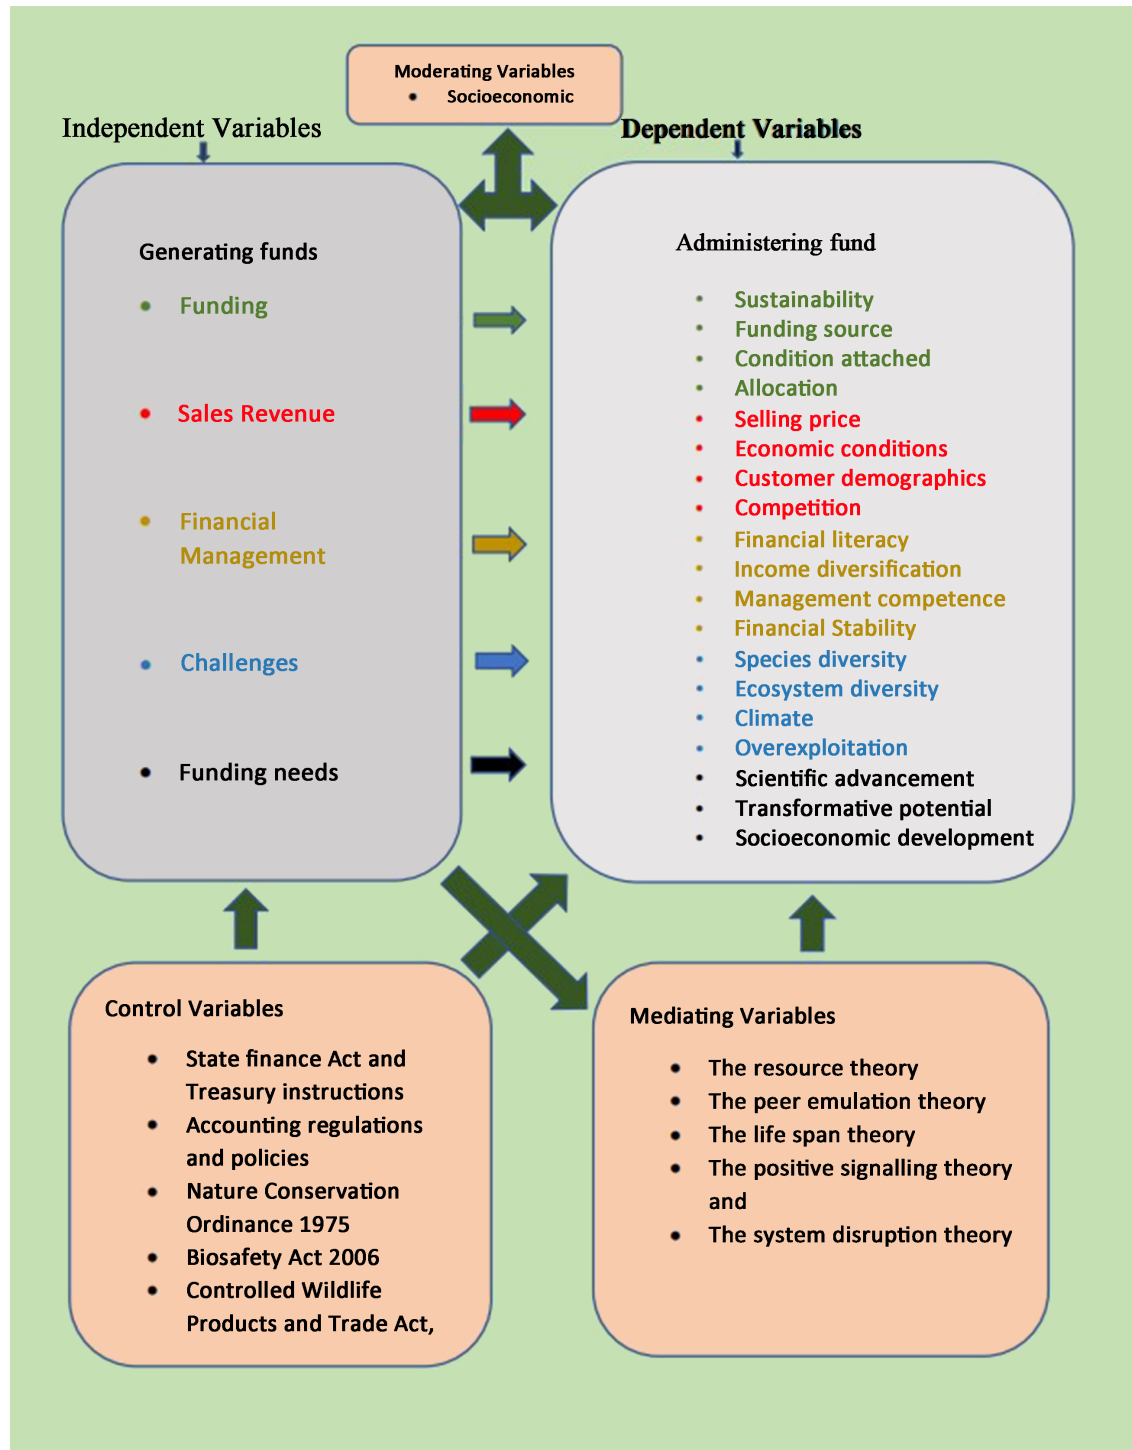 Moderating Variables
• Socioeconomic
Independent Variables
Dependent Variables
Generating funds
• Funding
• Sales Revenue
• Financial
Management
• Challenges
• Funding needs
Administering fund
• Sustainability
• Funding source
• Condition attached
• Allocation
• Selling price
• Economic conditions
• Customer demographics
• Competition
• Financial literacy
• Income diversification
• Management competence
• Financial Stability
• Species diversity
• Ecosystem diversity
• Climate
• Overexploitation
• Scientific advancement
• Transformative potential
• Socioeconomic development
Control Variables
• State finance Act and
Treasury instructions
• Accounting regulations
and policies
• Nature Conservation
Ordinance 1975
• Biosafety Act 2006
• Controlled Wildlife
Products and Trade Act,
Mediating Variables
• The resource theory
• The peer emulation theory
• The life span theory
• The positive signalling theory
and
• The system disruption theory